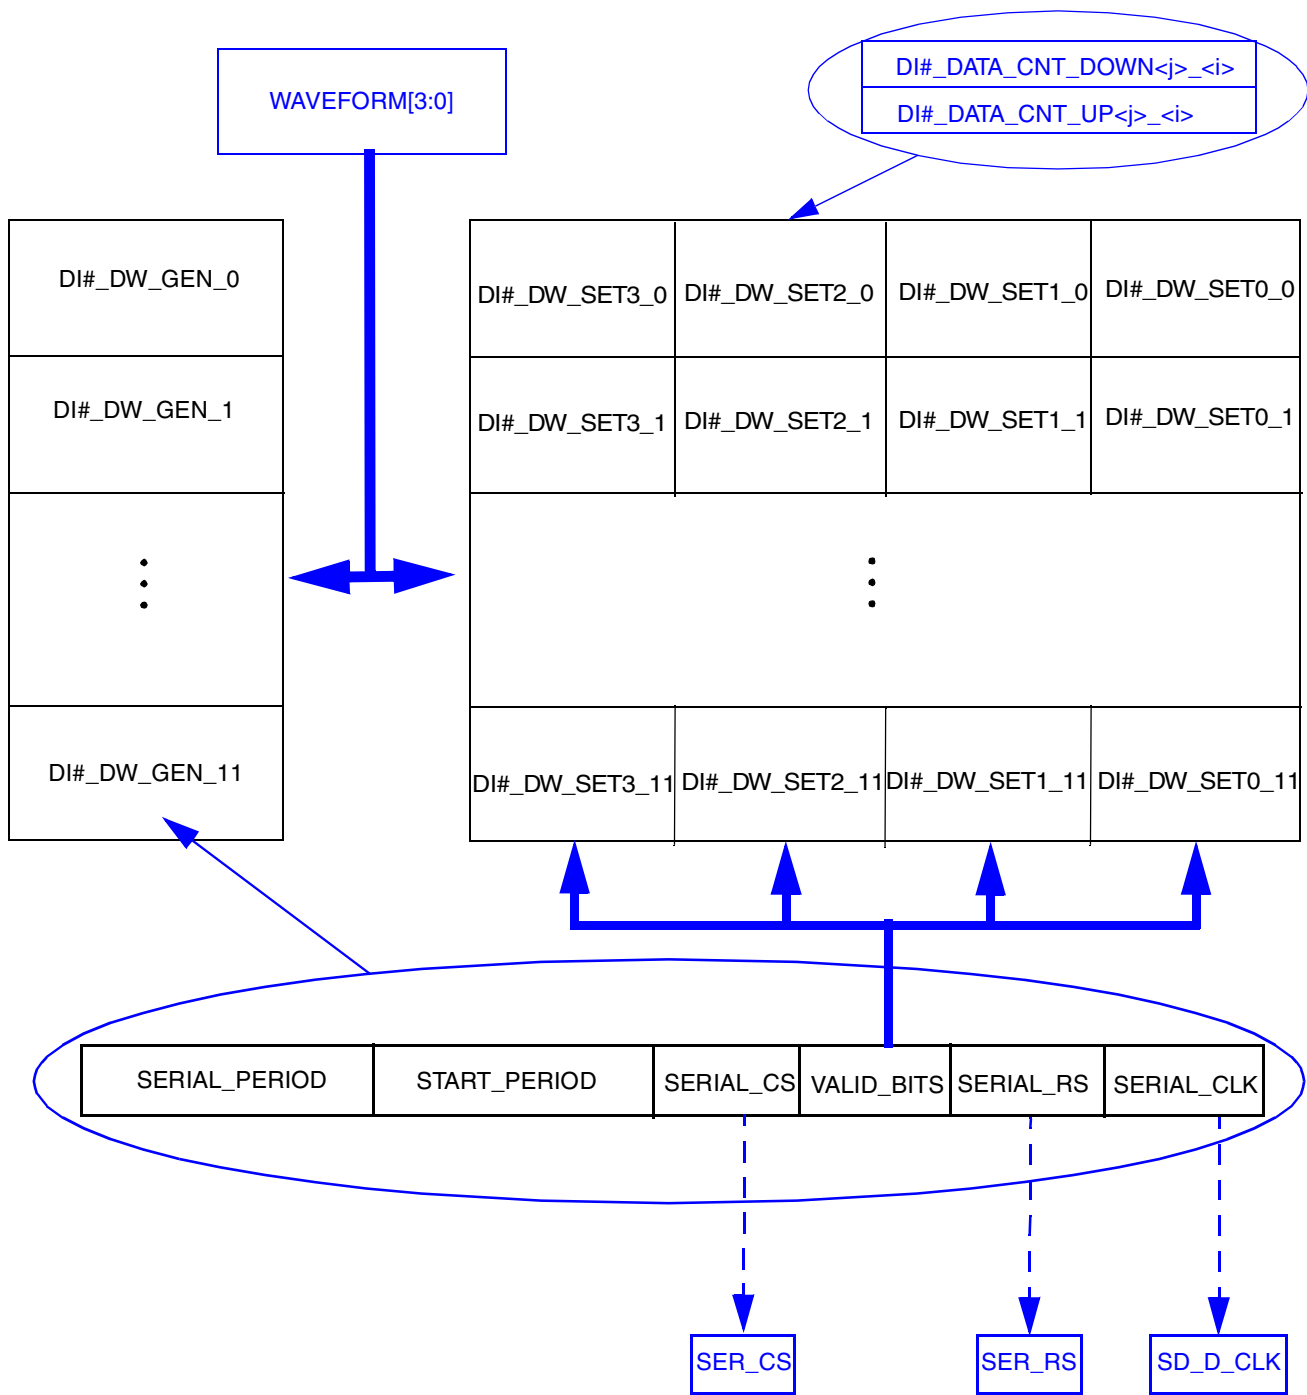 DI#_DATA_CNT_DOWN<j>_<i>
WAVEFORM[3:0]
DI#_DATA_CNT_UP<j>_<i>
DI#_DW_GEN_0
DI#_DW_SET3_0 DI#_DW_SET2_0 DI#_DW_SET1_0 DI#_DW_SET0_0
DI#_DW_GEN_1
DI#_DW_SET3_1 DI#_DW_SET2_1 DI#_DW_SET1_1 DI#_DW_SET0_1
DI#_DW_GEN_11
DI#_DW_SET3_11 DI#_DW_SET2_11 DI#_DW_SET1_11 DI#_DW_SET0_11
SERIAL_PERIOD START_PERIOD SERIAL_CS VALID_BITS SERIAL_RS SERIAL_CLK
SER_CS SER_RS SD_D_CLK